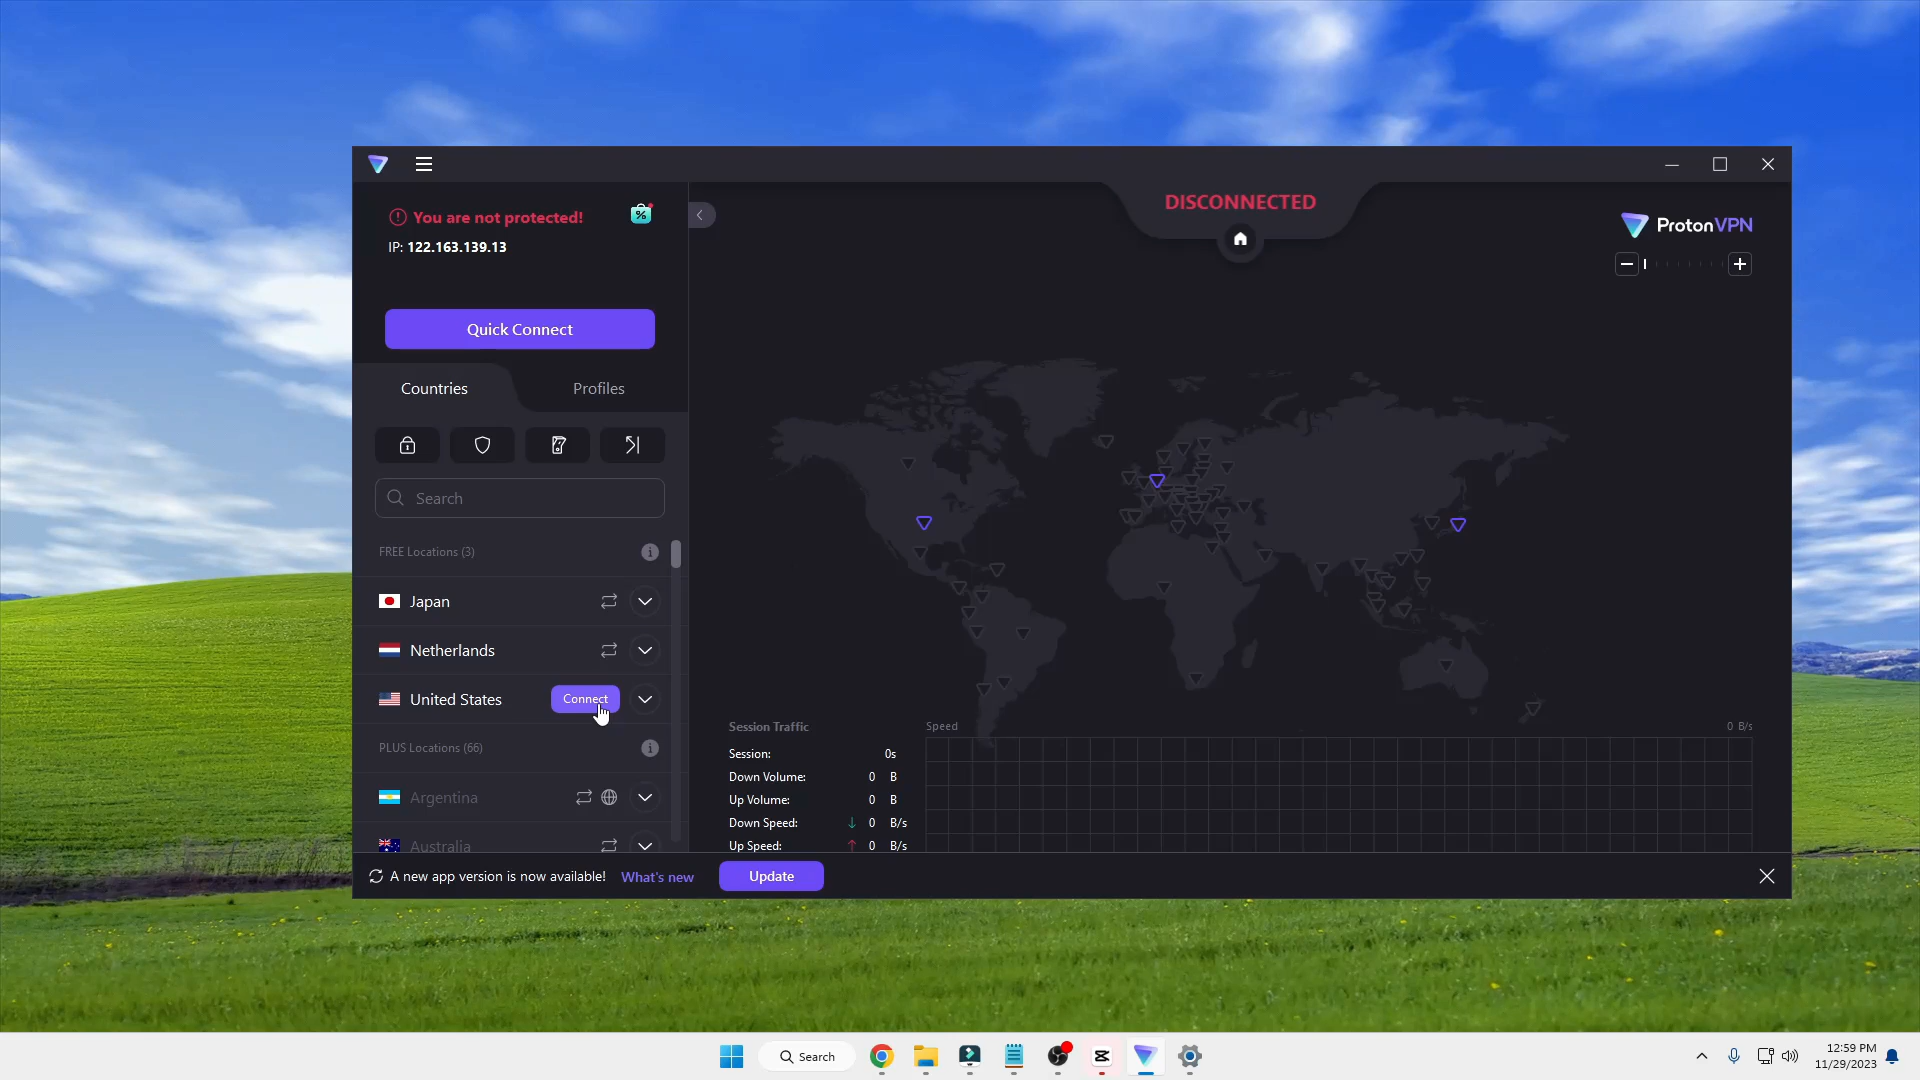 You are not protected!
%
IP: 122.163.139.13
DISCONNECTED
ProtonVPN
Quick Connect
Countries
Profiles
Search
FREE Locations (3)
Japan
Netherlands
United States
Connect
PLUS Locations (66)
Argentina
Australia
Session Traffic
Session: 0s
Down Volume: 0 B
Up Volume: 0 B
Down Speed: 0 B/s
Up Speed: 0 B/s
Speed
0 B/s
A new app version is now available! What's new
Update
Search
12:59 PM
11/29/2023